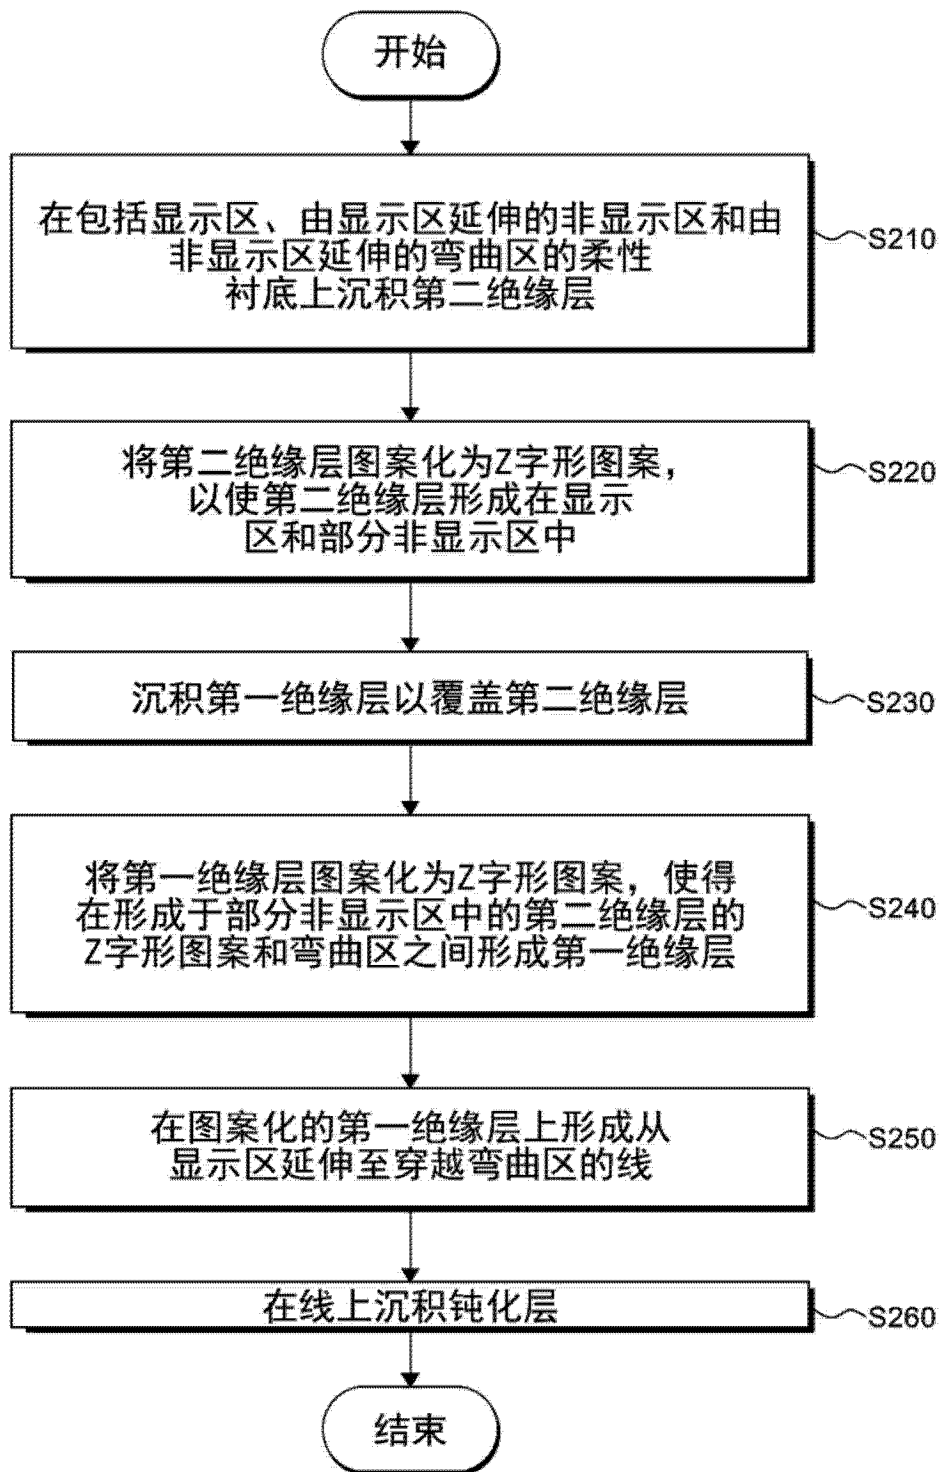 开始
在包括显示区、由显示区延伸的非显示区和由
非显示区延伸的弯曲区的柔性
衬底上沉积第二绝缘层
S210
将第二绝缘层图案化为Z字形图案，
以使第二绝缘层形成在显示
区和部分非显示区中
S220
沉积第一绝缘层以覆盖第二绝缘层
S230
将第一绝缘层图案化为Z字形图案，使得
在形成于部分非显示区中的第二绝缘层的
Z字形图案和弯曲区之间形成第一绝缘层
S240
在图案化的第一绝缘层上形成从
显示区延伸至穿越弯曲区的线
S250
在线上沉积钝化层
S260
结束